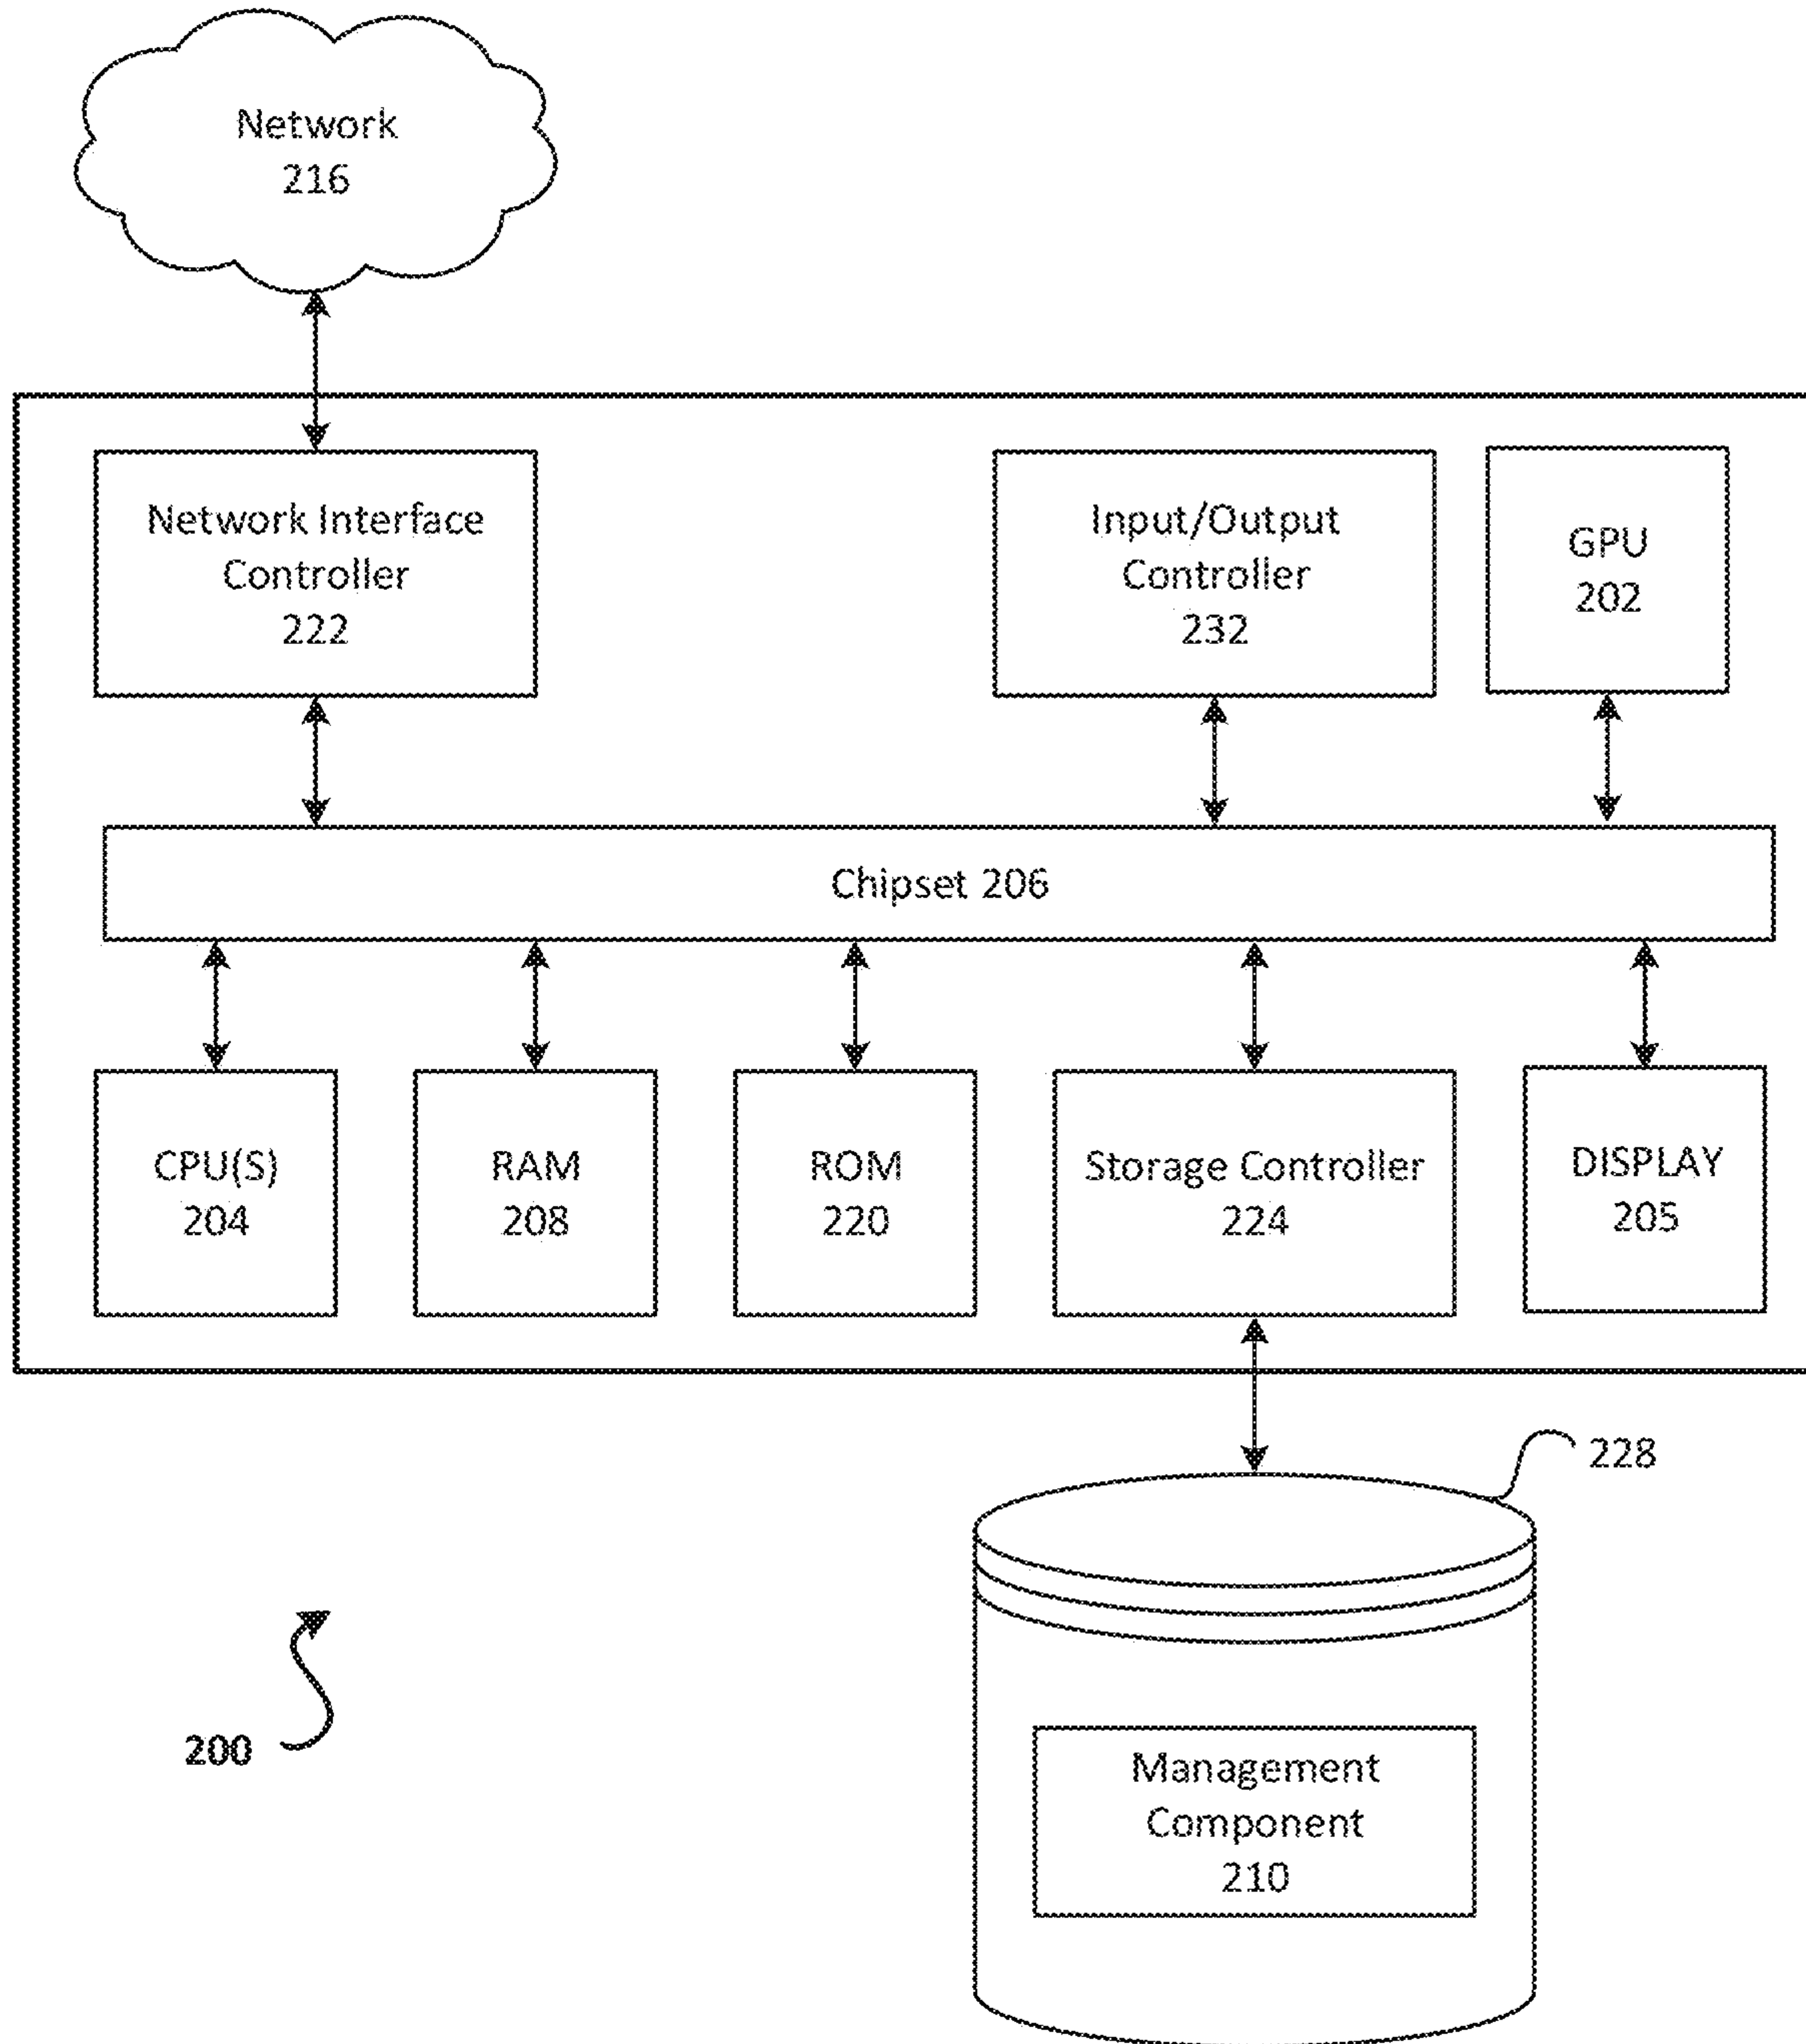 Network
216
Network Interface
Controller
222
Input/Output
Controller
232
GPU
202
Chipset 206
CPU(S)
204
RAM
208
ROM
220
Storage Controller
224
DISPLAY
205
228
200
Management
Component
210